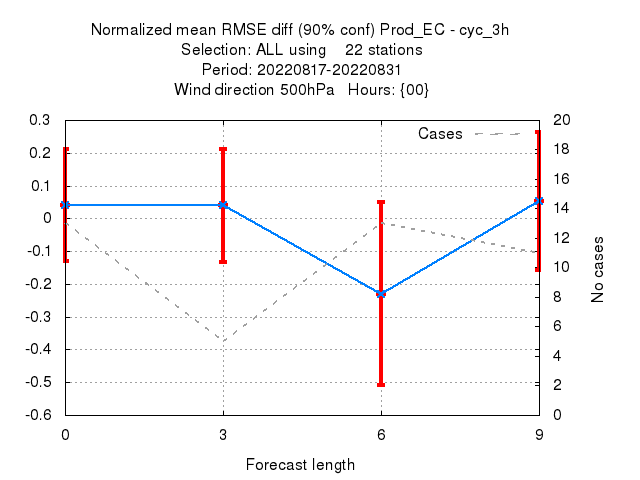 Normalized mean RMSE diff (90% conf) Prod_EC - cyc_3h
Selection: ALL using    22 stations
Period: 20220817-20220831
Wind direction 500hPa   Hours: {00}
Cases
0.3
0.2
0.1
0
-0.1
-0.2
-0.3
-0.4
-0.5
-0.6
20
18
16
14
12
10
8
6
4
2
0
No cases
0 3 6 9
Forecast length